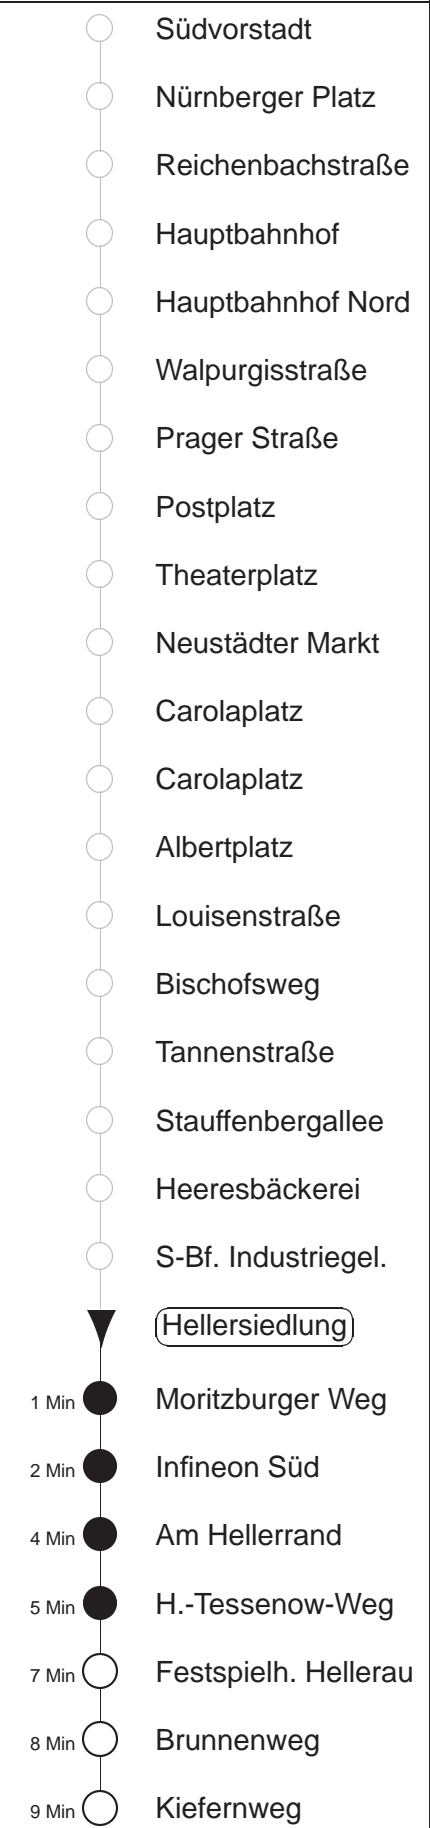 Südvorstadt
Nürnberger Platz
Reichenbachstraße
Hauptbahnhof
Hauptbahnhof Nord
Walpurgisstraße
Prager Straße
Postplatz
Theaterplatz
Neustädter Markt
Carolaplatz
Carolaplatz
Albertplatz
Louisenstraße
Bischofsweg
Tannenstraße
Stauffenbergallee
Heeresbäckerei
S-Bf. Industriegel.
Hellersiedlung
1 Min Moritzburger Weg
2 Min Infineon Süd
4 Min Am Hellerrand
5 Min H.-Tessenow-Weg
7 Min Festspielh. Hellerau
8 Min Brunnenweg
9 Min Kiefernweg